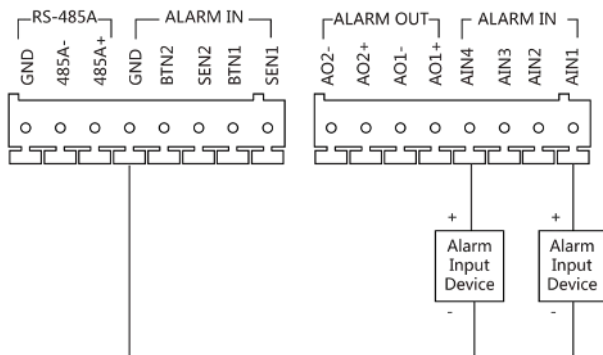 RS-485A
ALARM IN
ALARM OUT
ALARM IN
GND
485A-
485A+
GND
BTN2
SEN2
BTN1
SEN1
AO2-
AO2+
AO1-
AO1+
AIN4
AIN3
AIN2
AIN1
+
Alarm
Input
Device
-
+
Alarm
Input
Device
-